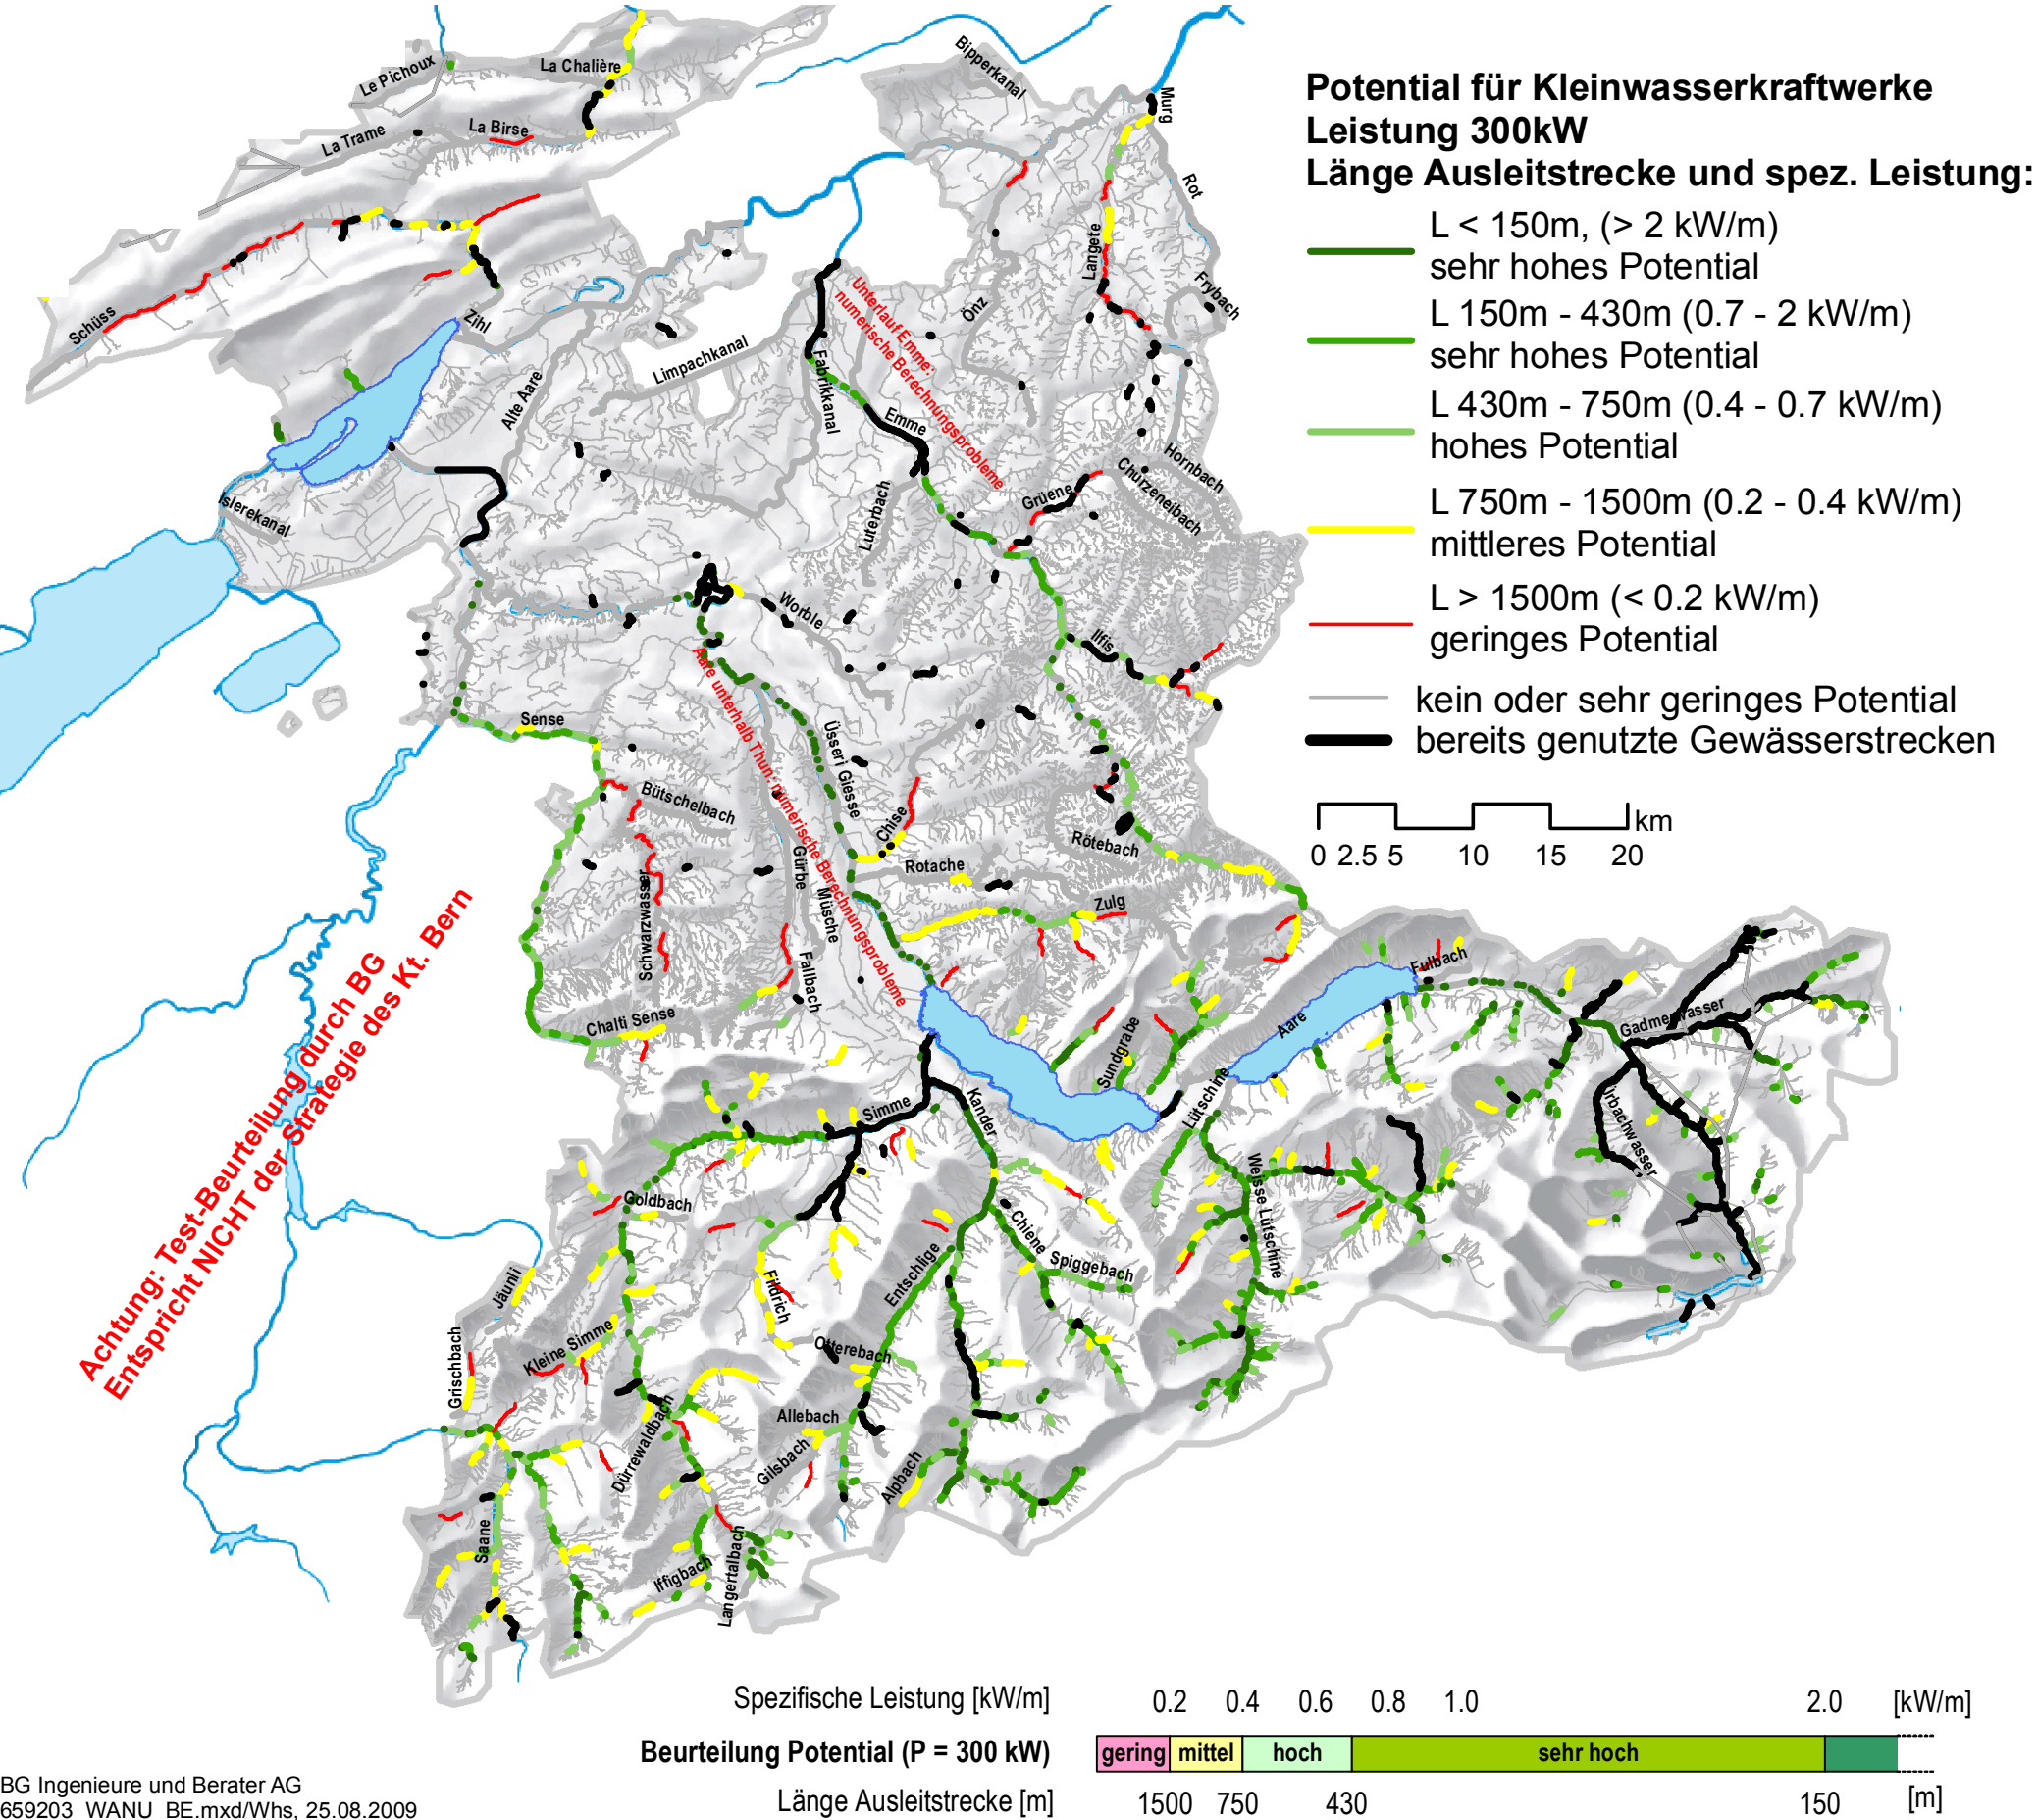 Potential für Kleinwasserkraftwerke
Leistung 300kW
Länge Ausleitstrecke und spez. Leistung:
L < 150m, (> 2 kW/m)
sehr hohes Potential
L 150m - 430m (0.7 - 2 kW/m)
sehr hohes Potential
L 430m - 750m (0.4 - 0.7 kW/m)
hohes Potential
L 750m - 1500m (0.2 - 0.4 kW/m)
mittleres Potential
L > 1500m (< 0.2 kW/m)
geringes Potential
kein oder sehr geringes Potential
bereits genutzte Gewässerstrecken
km
0 2.5 5 10 15 20
Le Pichoux
La Chalière
La Trame
La Birse
Bipperkanal
Murg
Rot
Langete
Frybach
Schüss
Zihl
Önz
Limpachkanal
Alte Aare
Fabrikkanal
Emme
Unterlauf Emme:
numerische Berechnungsprobleme
Islerekanal
Luterbach
Grüene
Churzeneibach
Hornbach
Worble
Ilfis
Aare unterhalb Thun: numerische Berechnungsprobleme
Sense
Üsseri Giesse
Bütschelbach
Chise
Rötebach
Gürbe
Müsche
Rotache
Zulg
Schwarzwasser
Fallbach
Chalti Sense
Fulbach
Aare
Sundgrabe
Gadmerwasser
Urbachwasser
Lütschine
Simme
Kander
Weisse Lütschine
Goldbach
Chiene
Spiggebach
Entschlige
Fildrich
Jäunli
Kleine Simme
Grischbach
Otterebach
Allebach
Gilsbach
Alpbach
Dürrewaldbach
Saane
Iffigbach
Langertalbach
Achtung: Test-Beurteilung durch BG
Entspricht NICHT der Strategie des Kt. Bern
Spezifische Leistung [kW/m] 0.2 0.4 0.6 0.8 1.0 2.0 [kW/m]
Beurteilung Potential (P = 300 kW) gering mittel hoch sehr hoch
Länge Ausleitstrecke [m] 1500 750 430 150 [m]
BG Ingenieure und Berater AG
659203_WANU_BE.mxd/Whs, 25.08.2009